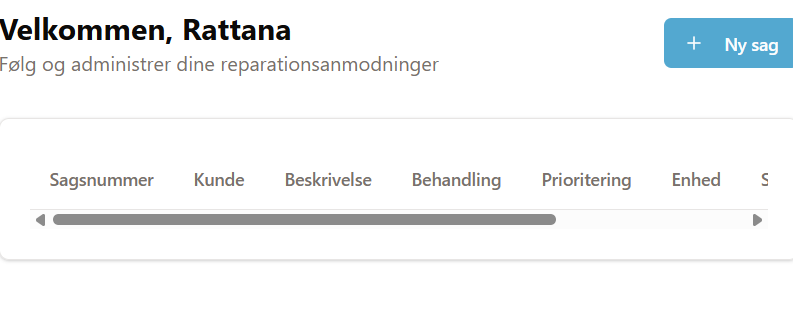 Velkommen, Rattana
Følg og administrer dine reparationsanmodninger
+ Ny sag
Sagsnummer Kunde Beskrivelse Behandling Prioritering Enhed S